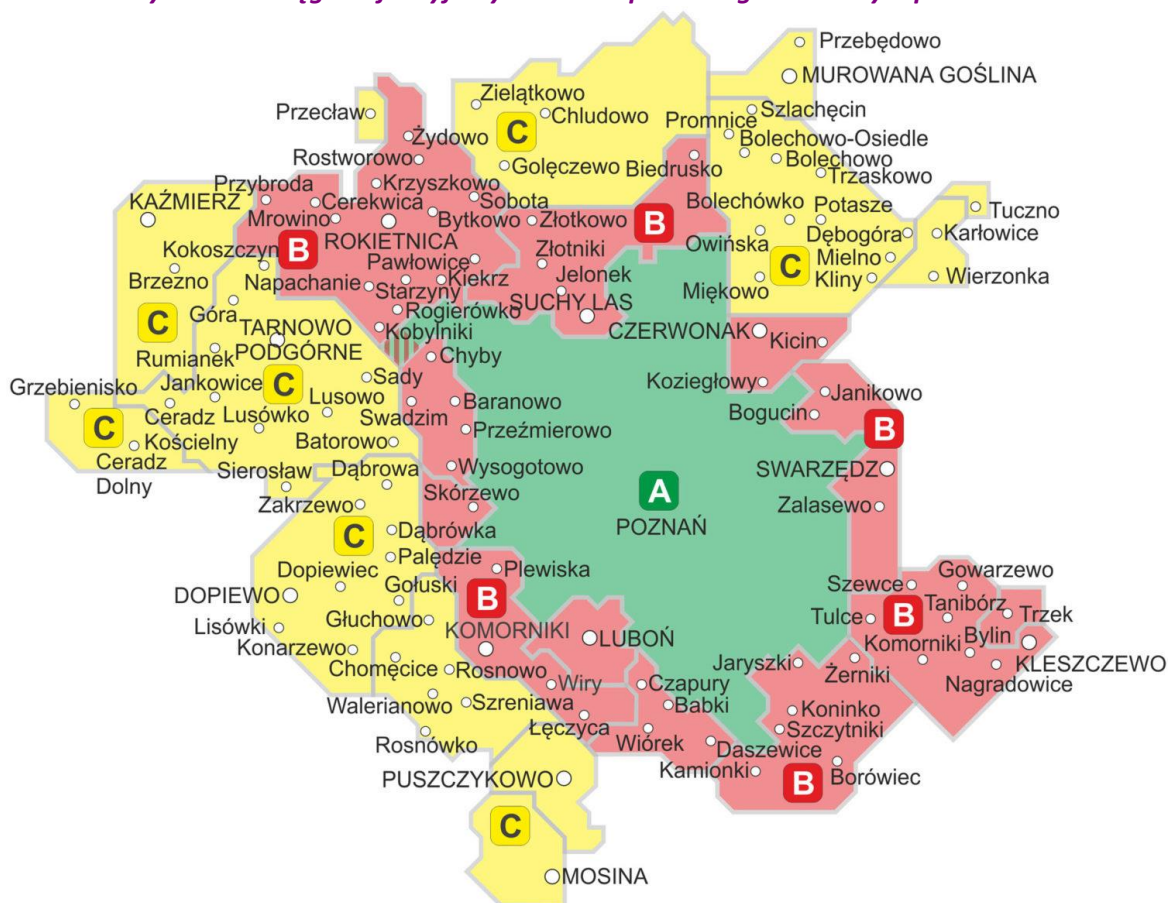 Przebędowo
MUROWANA GOŚLINA
Zielątkowo
Przecław
Chludowo
Szlachęcin
C
Promnice
Żydowo
Bolechowo-Osiedle
Rostworowo
Bolechowo
Golęczewo
Biedrusko
Trzaskowo
Przybroda
Krzyszkowo
KAŹMIERZ
Cerekwica
Sobota
Bolechówko
Potasze
Tuczno
Mrowino
Bytkowo
Złotkowo
B
Dębogóra
Karłowice
Kokoszczyn
B
ROKIETNICA
Złotniki
Owińska
Pawłowice
C
Mielno
Brzezno
Napachanie
Kiekrz
Jelonek
Miękowo
Kliny
Wierzonka
Starzyny
SUCHY LAS
Góra
Rogierówko
C
TARNOWO
PODGÓRNE
Kobylniki
CZERWONAK
Kicin
Rumianek
Chyby
Grzebienisko
Jankowice
C
Sady
Koziegłowy
Janikowo
Ceradz
Kościelny
Lusówko
Lusowo
Swadzim
Baranowo
Bogucin
C
Przeźmierowo
B
Ceradz
Dolny
Batorowo
Sierosław
Dąbrowa
Wysogotowo
SWARZĘDZ
Zakrzewo
Skórzewo
A
POZNAŃ
Zalasewo
C
Dąbrówka
Palędzie
Plewiska
Dopiewiec
Gołuski
Szewce
Gowarzewo
DOPIEWO
B
Tanibórz
Trzek
Lisówki
Głuchowo
B
Tulce
KOMORNIKI
LUBOŃ
Komorniki
Bylin
Konarzewo
Chomęcice
Rosnowo
Jaryszki
Żerniki
KLESZCZEWO
Wiry
Czapury
Nagradowice
Walerianowo
Szreniawa
Babki
Koninko
Łęczyca
Szczytniki
Rosnówko
Wiórek
Daszewice
PUSZCZYKOWO
Kamionki
B
Borówiec
C
MOSINA